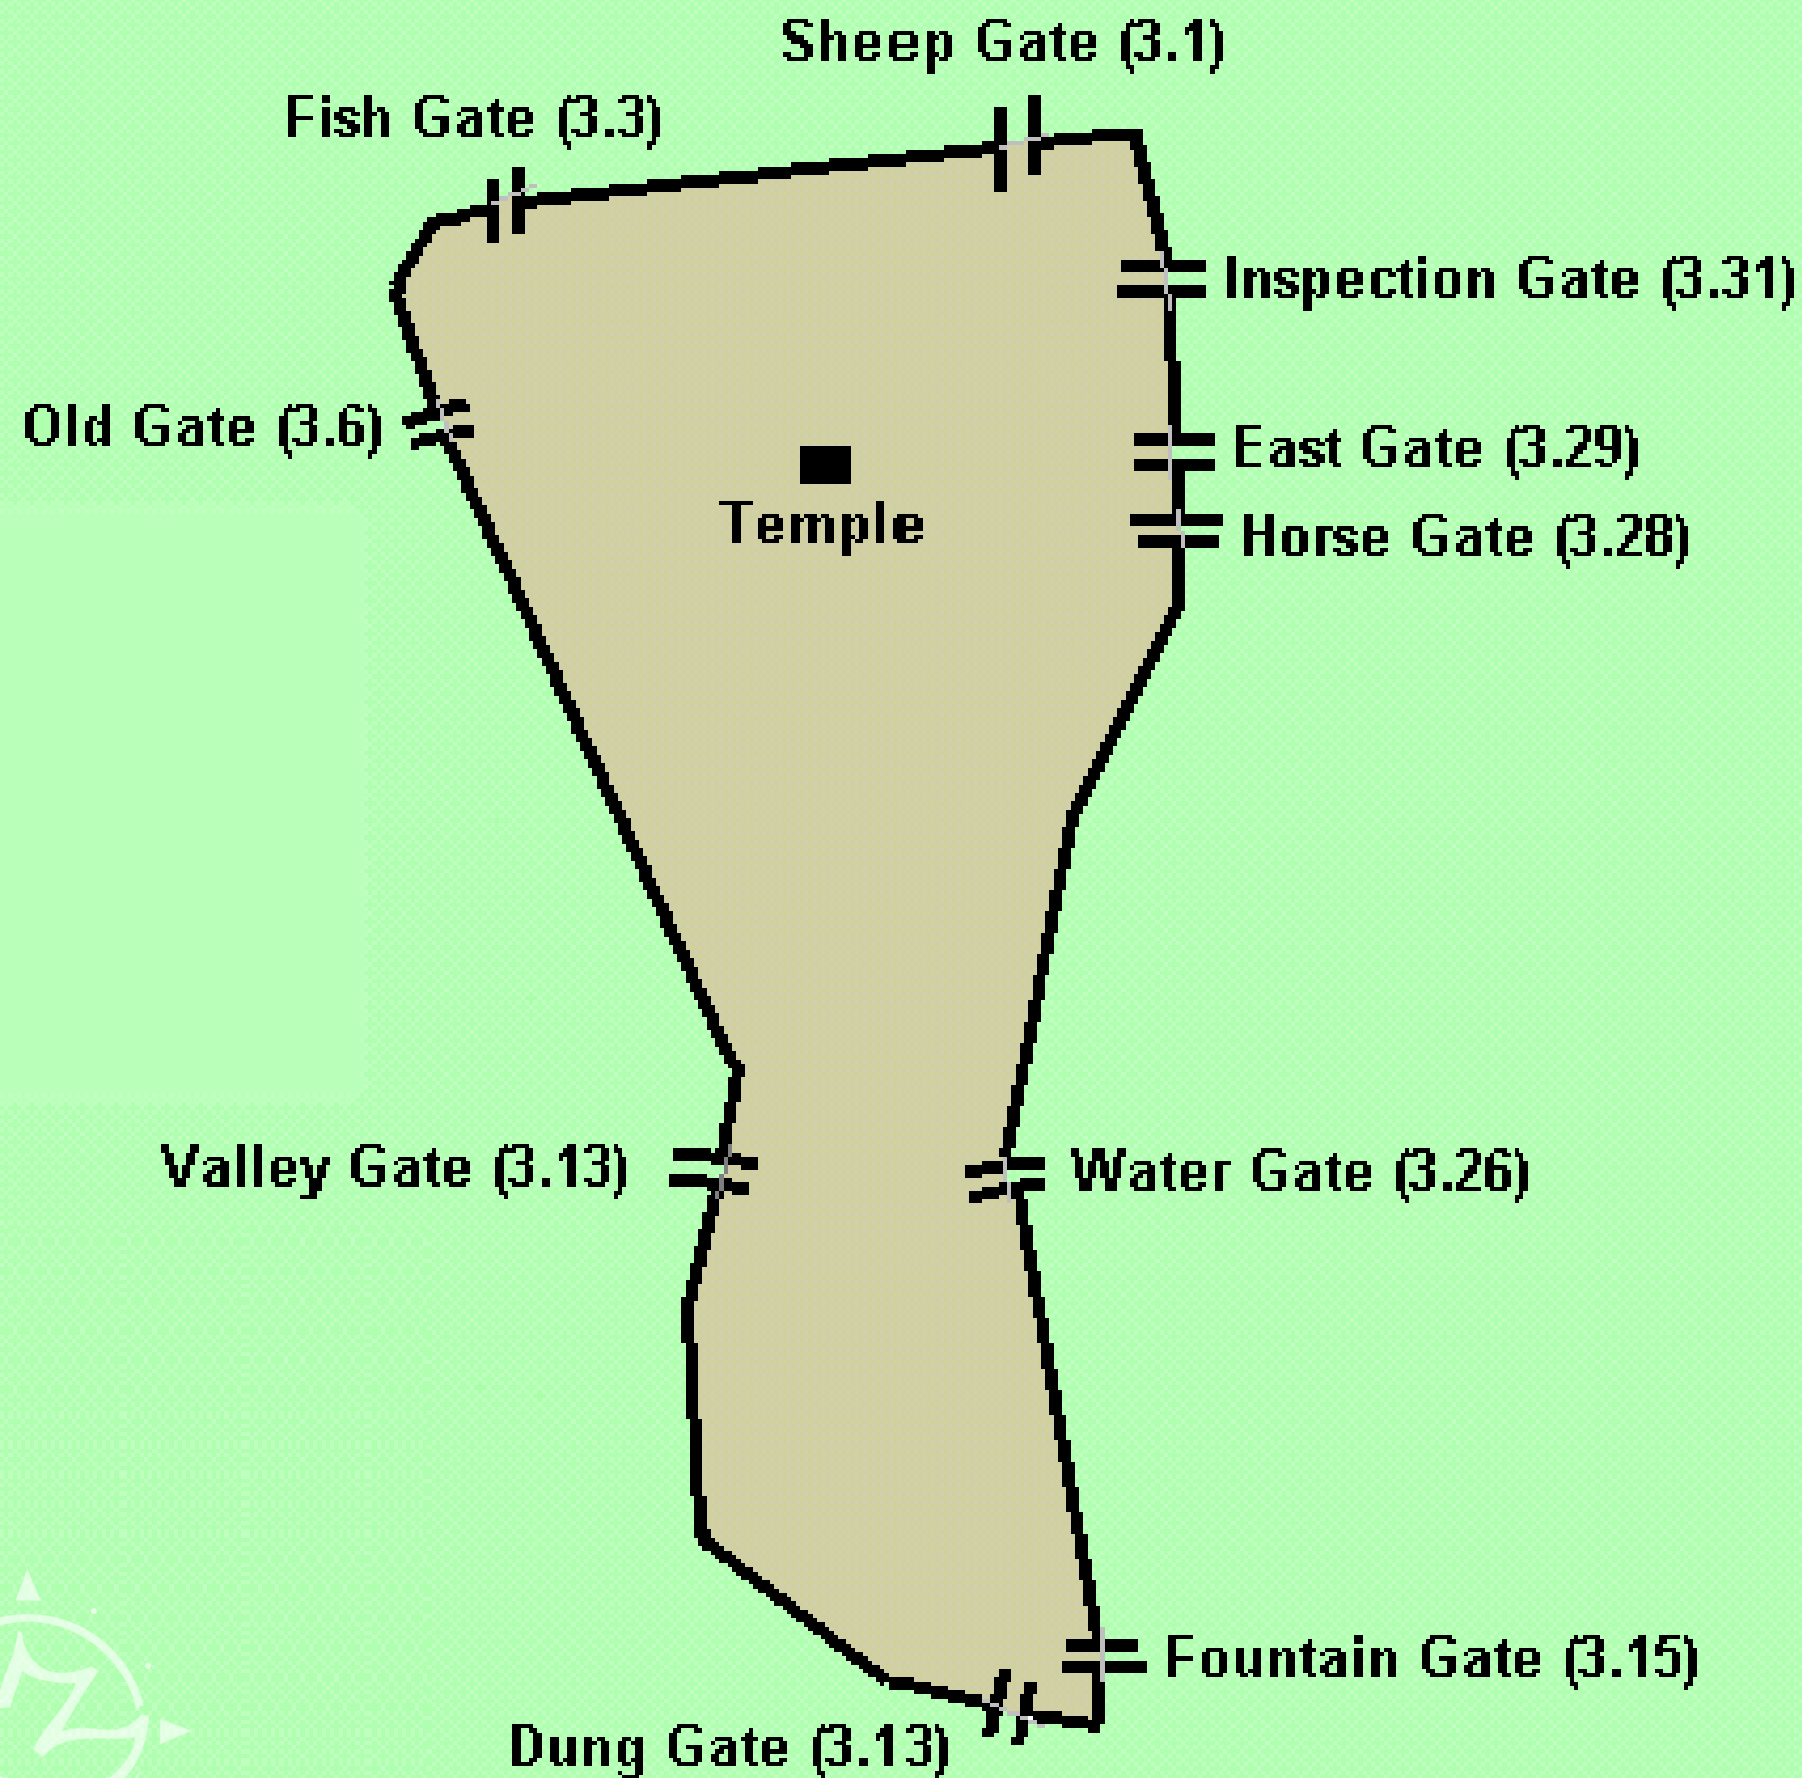 Sheep Gate (3.1)
Fish Gate (3.3)
Inspection Gate (3.31)
Old Gate (3.6)
East Gate (3.29)
Temple
Horse Gate (3.28)
Valley Gate (3.13)
Water Gate (3.26)
Fountain Gate (3.15)
Dung Gate (3.13)